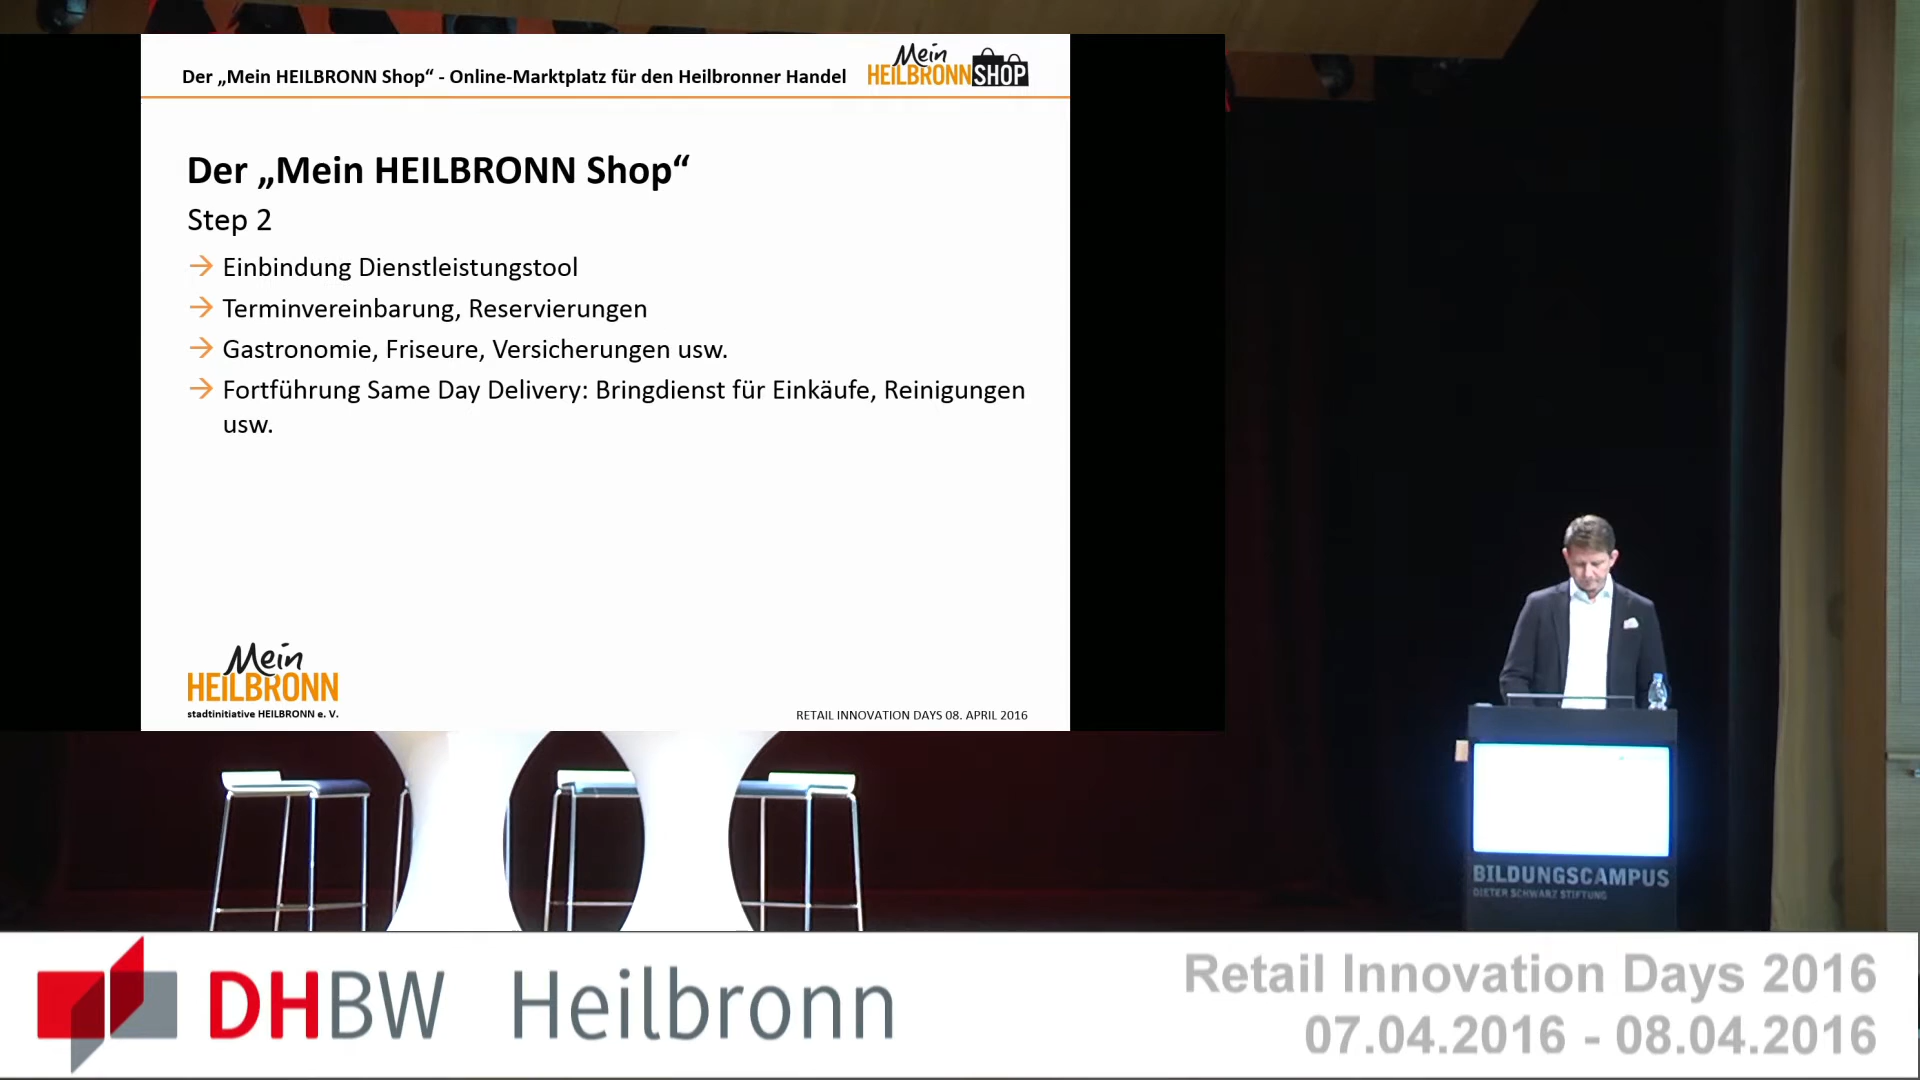 Der „Mein HEILBRONN Shop“ - Online-Marktplatz für den Heilbronner Handel
Mein
HEILBRONN SHOP
Der „Mein HEILBRONN Shop“
Step 2
→ Einbindung Dienstleistungstool
→ Terminvereinbarung, Reservierungen
→ Gastronomie, Friseure, Versicherungen usw.
→ Fortführung Same Day Delivery: Bringdienst für Einkäufe, Reinigungen
usw.
Mein
HEILBRONN
stadtinitiative HEILBRONN e. V.
RETAIL INNOVATION DAYS 08. APRIL 2016
BILDUNGSCAMPUS
DIETER SCHWARZ STIFTUNG
DHBW Heilbronn
Retail Innovation Days 2016
07.04.2016 - 08.04.2016